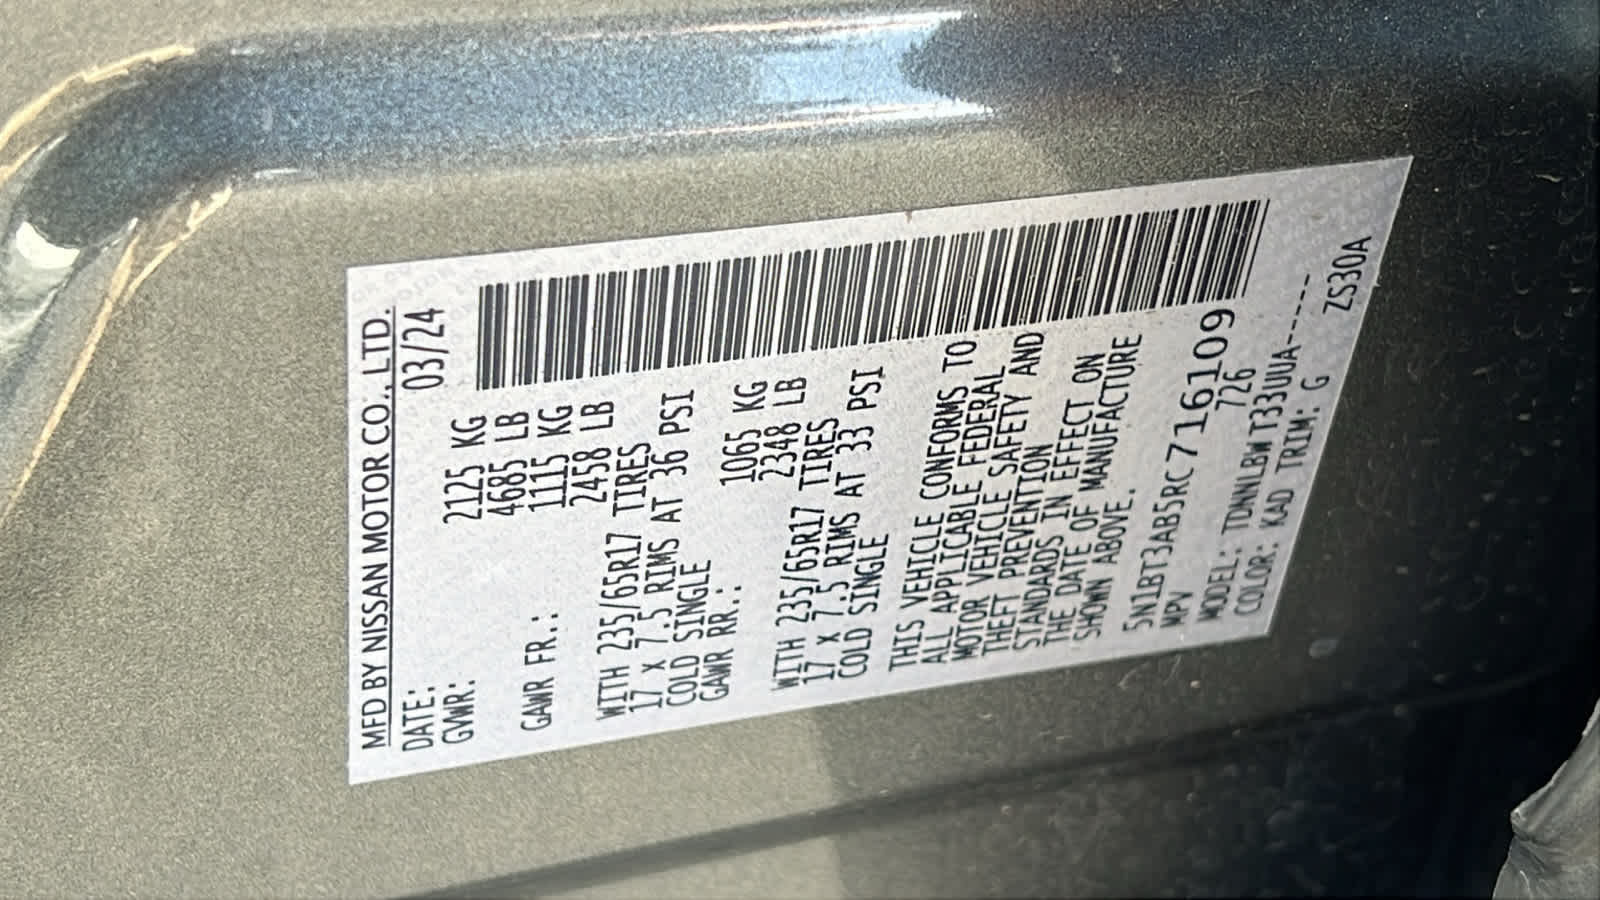 MFD BY NISSAN MOTOR CO., LTD.
DATE: 03/24
GVWR: 2125 KG
4685 LB
GAWR FR.: 1115 KG
2458 LB
WITH 235/65R17 TIRES
17 X 7.5 RIMS AT 36 PSI
COLD SINGLE
GAWR RR.: 1065 KG
2348 LB
WITH 235/65R17 TIRES
17 X 7.5 RIMS AT 33 PSI
COLD SINGLE
THIS VEHICLE CONFORMS TO
ALL APPLICABLE FEDERAL
MOTOR VEHICLE SAFETY AND
THEFT PREVENTION
STANDARDS IN EFFECT ON
THE DATE OF MANUFACTURE
SHOWN ABOVE.
5N1BT3AB5RC716109
MPV 726
MODEL: TDNNLBW T33UUA------
COLOR: KAD TRIM: G ZS30A